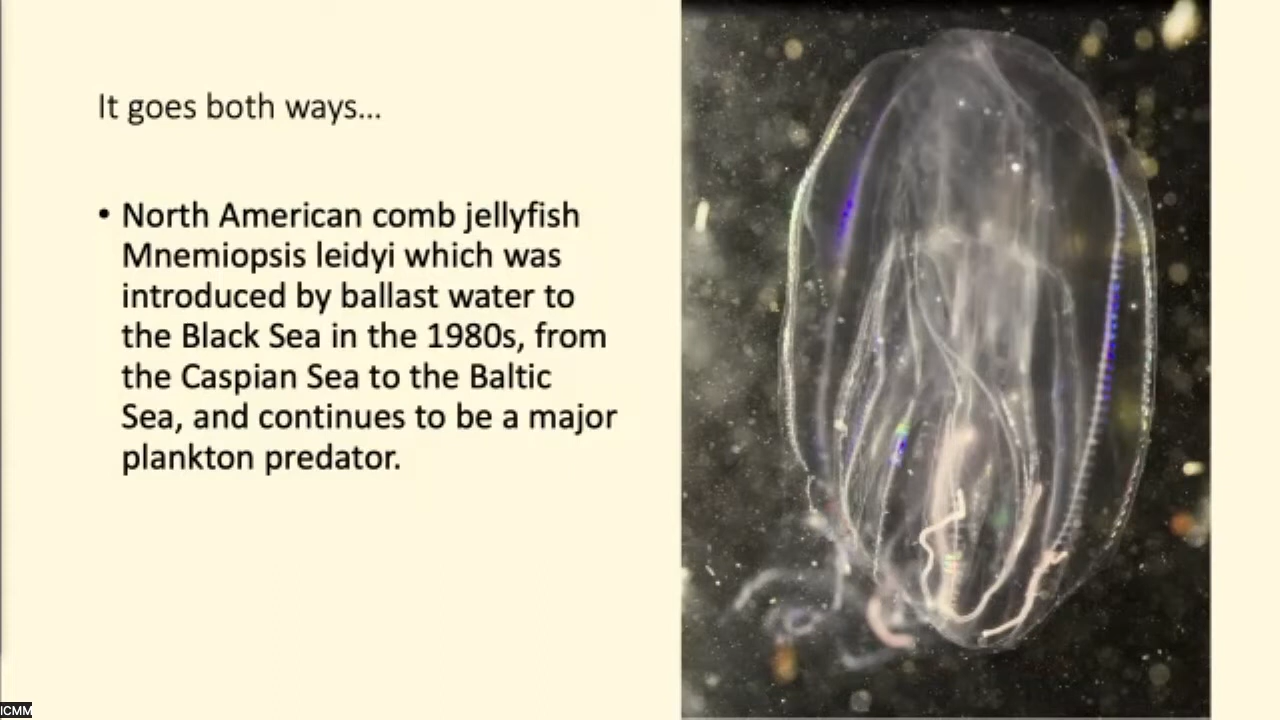 It goes both ways...
• North American comb jellyfish
Mnemiopsis leidyi which was
introduced by ballast water to
the Black Sea in the 1980s, from
the Caspian Sea to the Baltic
Sea, and continues to be a major
plankton predator.
ICMM